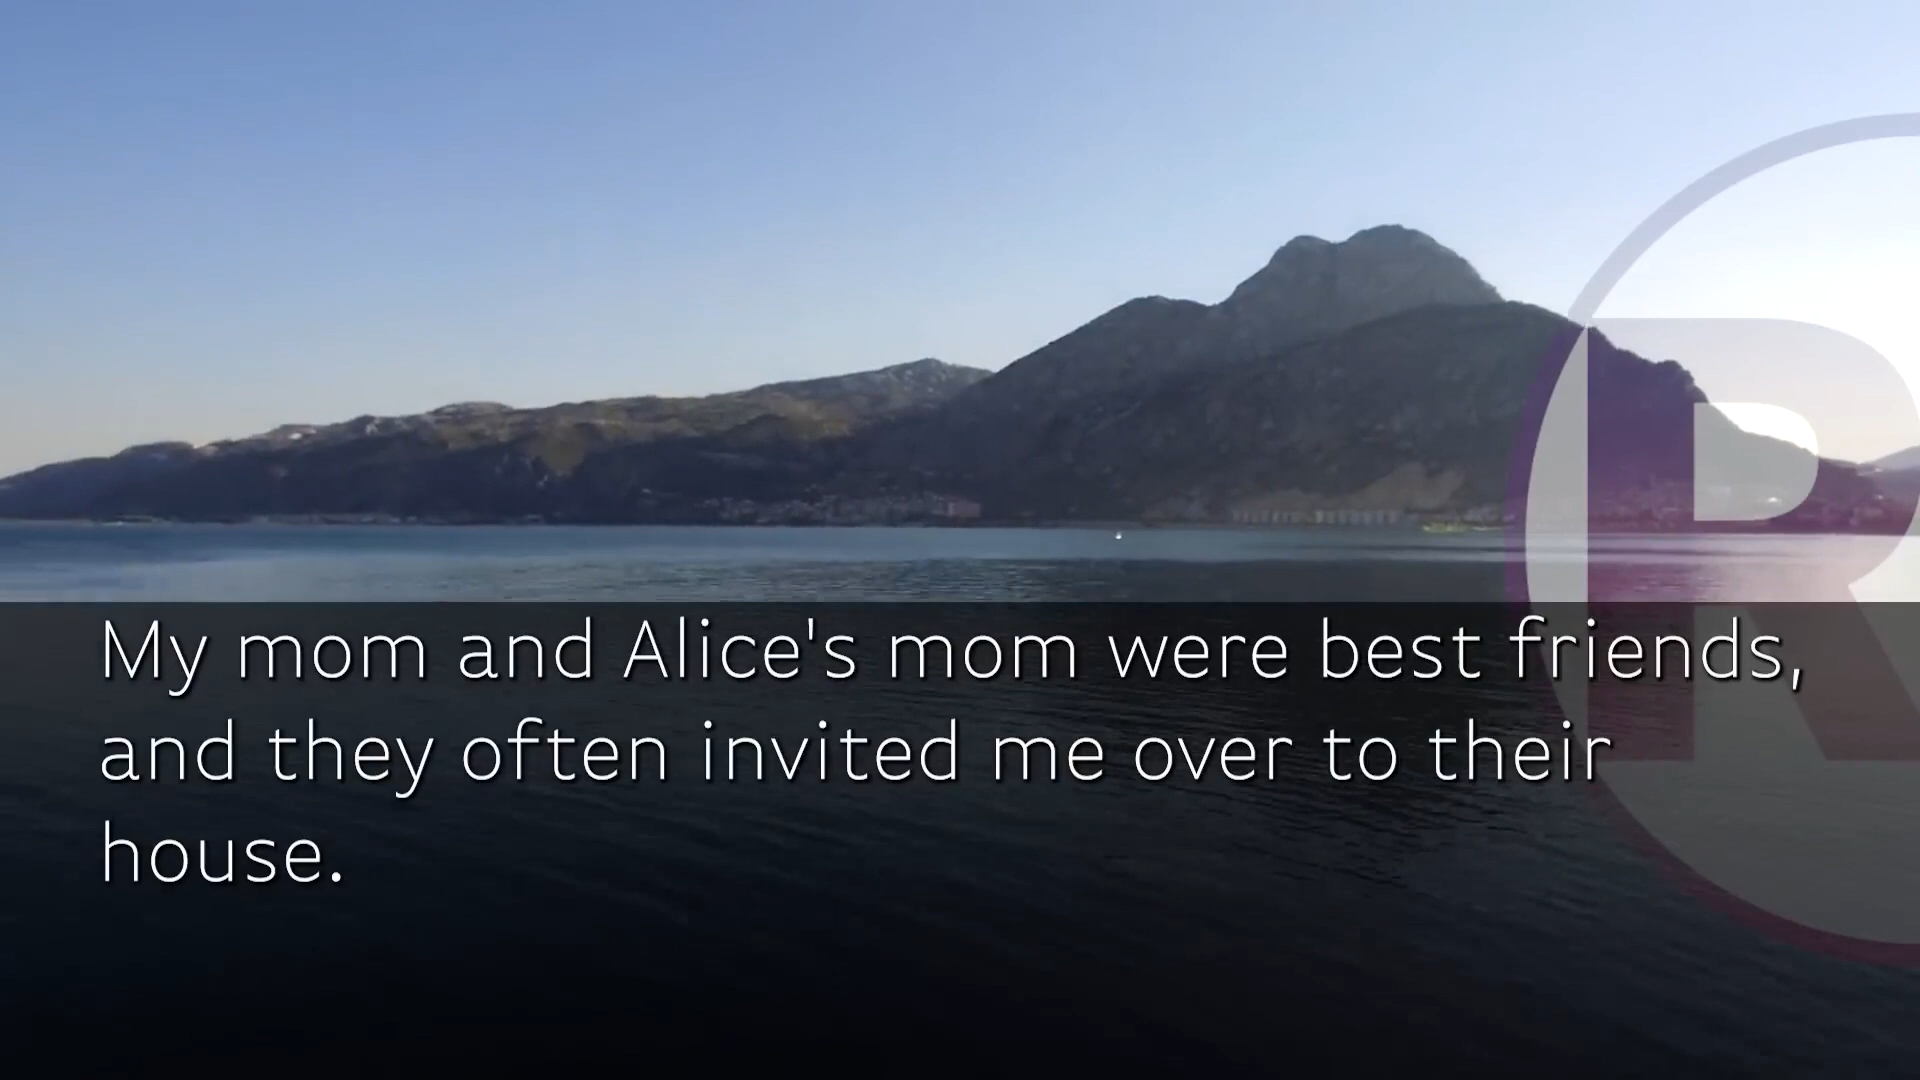 My mom and Alice's mom were best friends,
and they often invited me over to their
house.
R